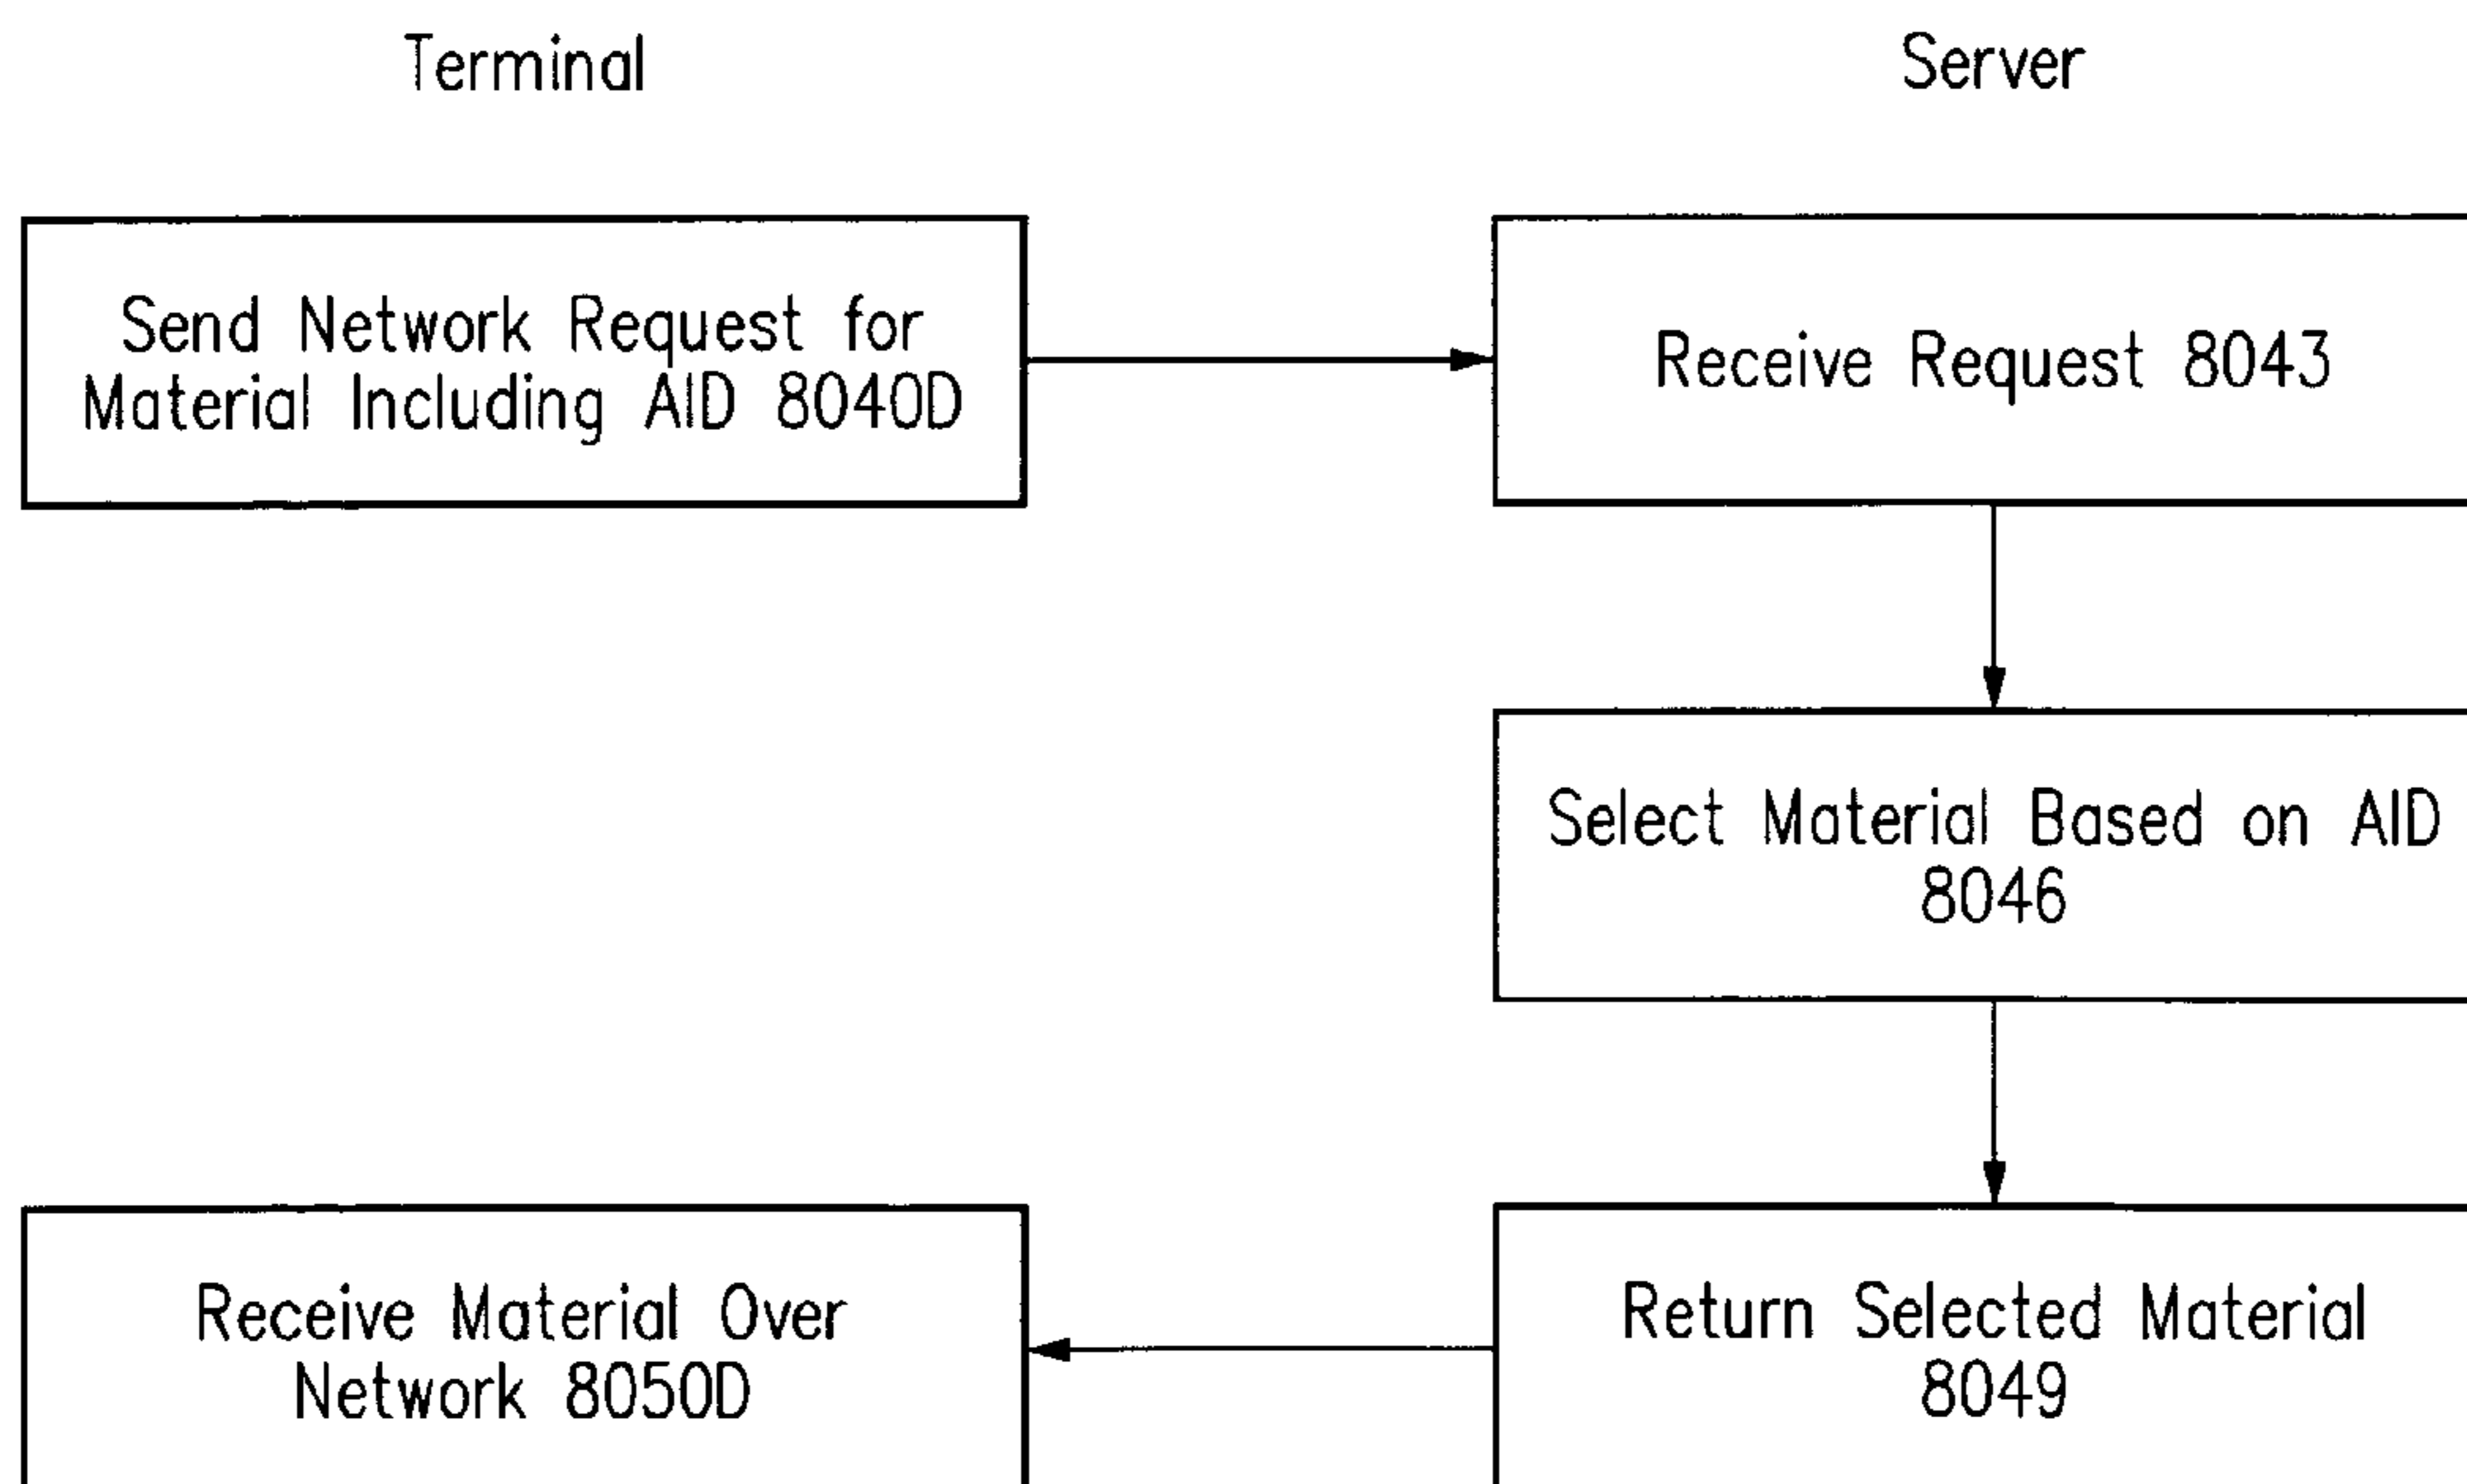 Terminal
Server
Send Network Request for
Material Including AID 8040D
Receive Request 8043
Select Material Based on AID
8046
Receive Material Over
Network 8050D
Return Selected Material
8049